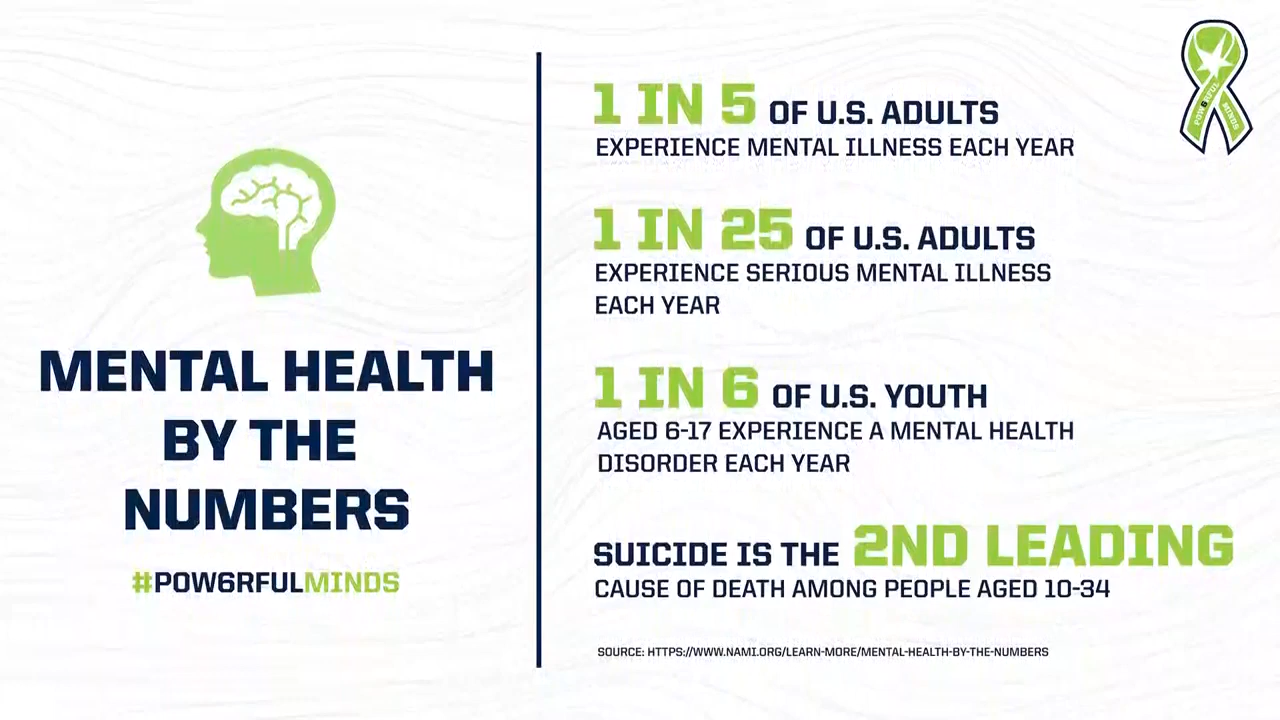 MENTAL HEALTH
BY THE
NUMBERS
#POW6RFULMINDS
1 IN 5 OF U.S. ADULTS
EXPERIENCE MENTAL ILLNESS EACH YEAR
1 IN 25 OF U.S. ADULTS
EXPERIENCE SERIOUS MENTAL ILLNESS
EACH YEAR
1 IN 6 OF U.S. YOUTH
AGED 6-17 EXPERIENCE A MENTAL HEALTH
DISORDER EACH YEAR
SUICIDE IS THE 2ND LEADING
CAUSE OF DEATH AMONG PEOPLE AGED 10-34
SOURCE: HTTPS://WWW.NAMI.ORG/LEARN-MORE/MENTAL-HEALTH-BY-THE-NUMBERS
POW6RFUL MINDS